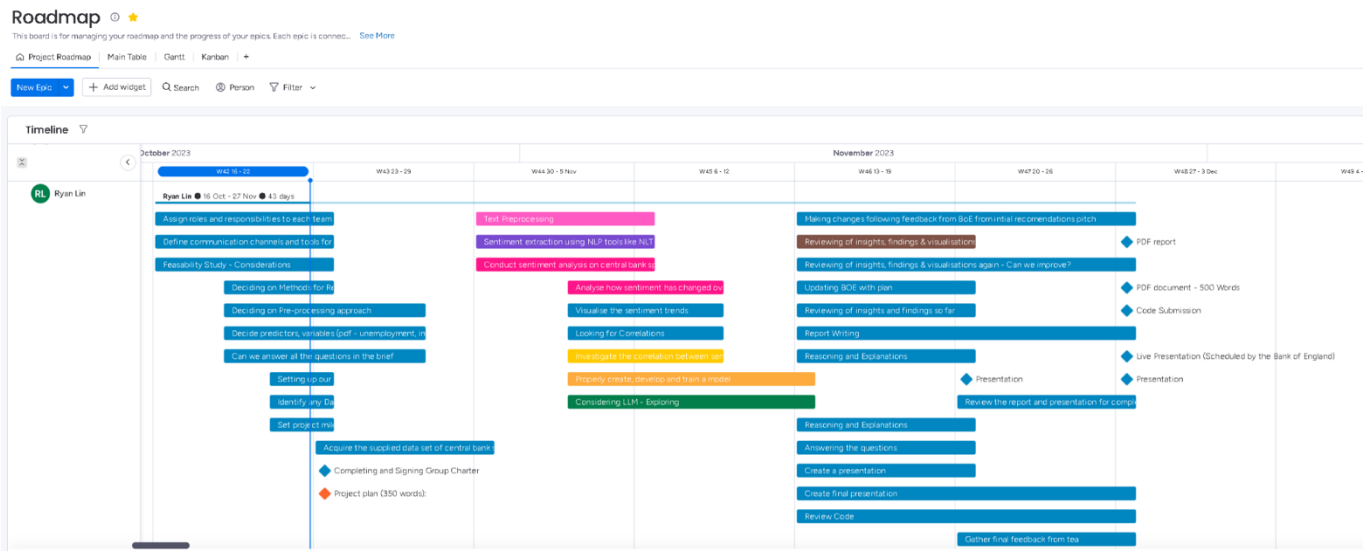 Roadmap
This board is for managing your roadmap and the progress of your epics. Each epic is connec... See More
Project Roadmap Main Table Gantt Kanban +
New Epic + Add widget Search Person Filter
Timeline
October 2023 November 2023
W42 16 - 22 W43 23 - 29 W44 30 - 5 Nov W45 6 - 12 W46 13 - 19 W47 20 - 26 W48 27 - 3 Dec W49 4 -
RL Ryan Lin
Ryan Lin ● 16 Oct - 27 Nov ● 43 days
Assign roles and responsibilities to each team Text Preprocessing Making changes following feedback from BoE from intial recomendations pitch
Define communication channels and tools for Sentiment extraction using NLP tools like NLT Reviewing of insights, findings & visualisations PDF report
Feasability Study - Considerations Conduct sentiment analysis on central bank sp Reviewing of insights, findings & visualisations again - Can we improve?
Deciding on Methods for Re Analyse how sentiment has changed ov Updating BOE with plan PDF document - 500 Words
Deciding on Pre-processing approach Visualise the sentiment trends Reviewing of insights and findings so far Code Submission
Decide predictors, variables (pdf - unemployment, in Looking for Correlations Report Writing
Can we answer all the questions in the brief Investigate the correlation between sen Reasoning and Explanations Live Presentation (Scheduled by the Bank of England)
Setting up our Properly create, develop and train a model Presentation Presentation
Identify any Da Considering LLM - Exploring Review the report and presentation for comple
Set project mile Reasoning and Explanations
Acquire the supplied data set of central bank s Answering the questions
Completing and Signing Group Charter Create a presentation
Project plan (350 words): Create final presentation
Review Code
Gather final feedback from tea